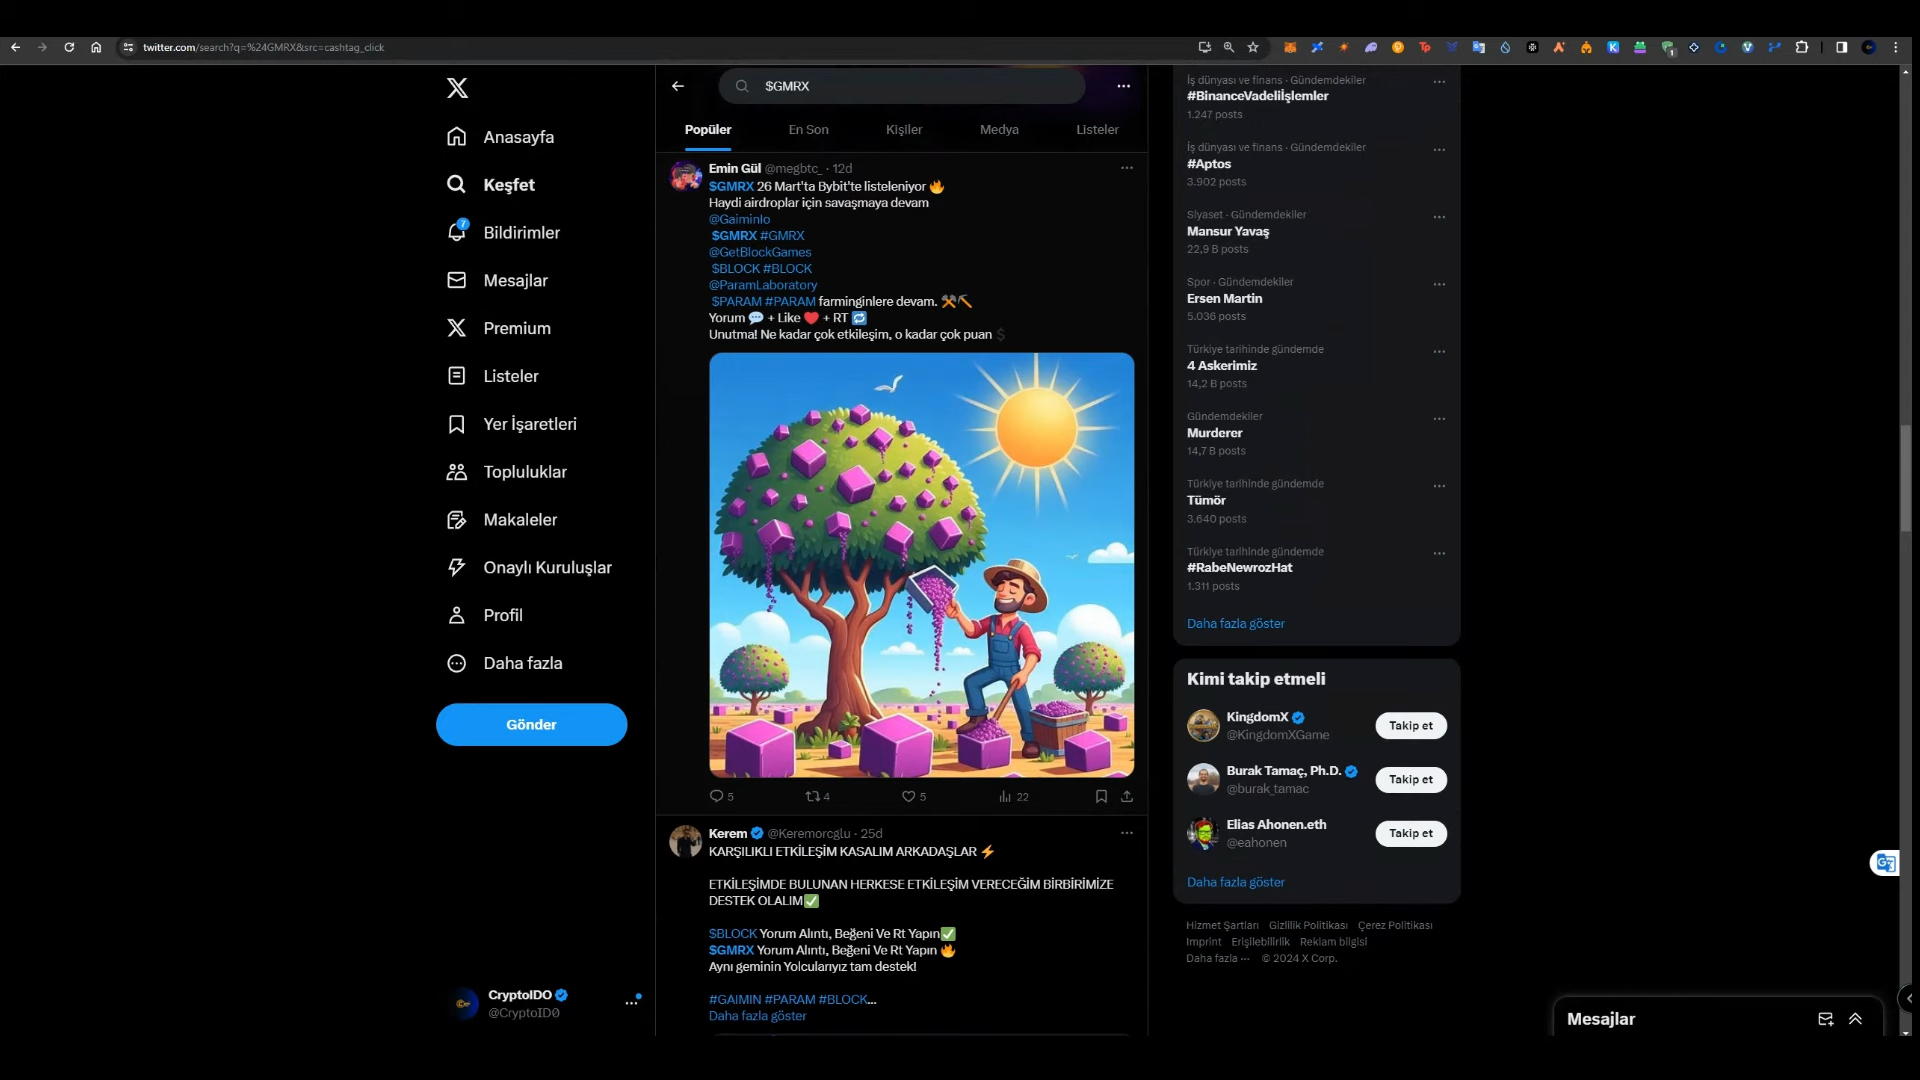 twitter.com/search?q=%24GMRX&src=cashtag_click
Anasayfa
Keşfet
7
Bildirimler
Mesajlar
Premium
Listeler
Yer İşaretleri
Topluluklar
Makaleler
Onaylı Kuruluşlar
Profil
Daha fazla
Gönder
CryptoIDO
@CryptoID0
$GMRX
Popüler
En Son
Kişiler
Medya
Listeler
Emin Gül @megbtc_ · 12d
$GMRX 26 Mart'ta Bybit'te listeleniyor 🔥
Haydi airdroplar için savaşmaya devam
@GaiminIo
$GMRX #GMRX
@GetBlockGames
$BLOCK #BLOCK
@ParamLaboratory
$PARAM #PARAM farminginlere devam. ⚒️⛏️
Yorum 💬 + Like ❤️ + RT 🔁
Unutma! Ne kadar çok etkileşim, o kadar çok puan 💲
5
4
5
22
Kerem @Keremorcglu · 25d
KARŞILIKLI ETKİLEŞİM KASALIM ARKADAŞLAR ⚡
ETKİLEŞİMDE BULUNAN HERKESE ETKİLEŞİM VERECEĞİM BİRBİRİMİZE
DESTEK OLALIM✅
$BLOCK Yorum Alıntı, Beğeni Ve Rt Yapın✅
$GMRX Yorum Alıntı, Beğeni Ve Rt Yapın 🔥
Aynı geminin Yolcularıyız tam destek!
#GAIMIN #PARAM #BLOCK...
Daha fazla göster
İş dünyası ve finans · Gündemdekiler
#BinanceVadeliİşlemler
1.247 posts
İş dünyası ve finans · Gündemdekiler
#Aptos
3.902 posts
Siyaset · Gündemdekiler
Mansur Yavaş
22,9 B posts
Spor · Gündemdekiler
Ersen Martin
5.036 posts
Türkiye tarihinde gündemde
4 Askerimiz
14,2 B posts
Gündemdekiler
Murderer
14,7 B posts
Türkiye tarihinde gündemde
Tümör
3.640 posts
Türkiye tarihinde gündemde
#RabeNewrozHat
1.311 posts
Daha fazla göster
Kimi takip etmeli
KingdomX
@KingdomXGame
Takip et
Burak Tamaç, Ph.D.
@burak_tamac
Takip et
Elias Ahonen.eth
@eahonen
Takip et
Daha fazla göster
Hizmet Şartları Gizlilik Politikası Çerez Politikası
Imprint Erişilebilirlik Reklam bilgisi
Daha fazla ··· © 2024 X Corp.
Mesajlar